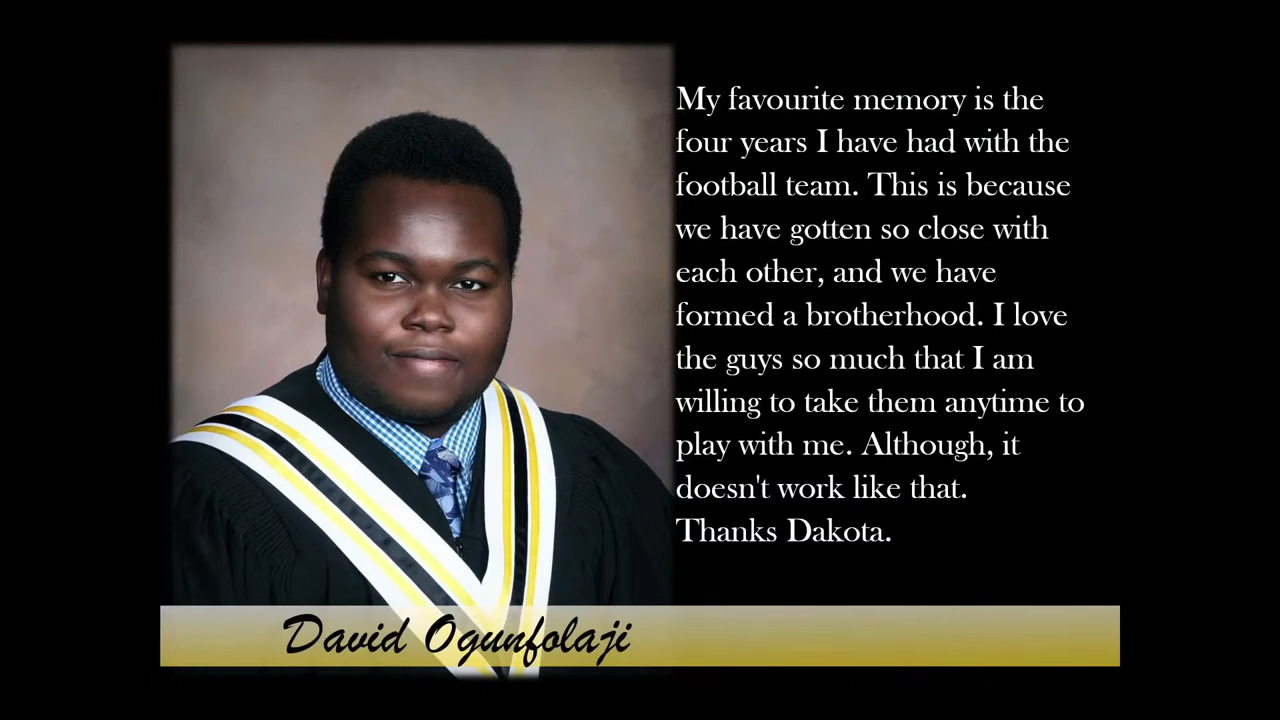 My favourite memory is the
four years I have had with the
football team. This is because
we have gotten so close with
each other, and we have
formed a brotherhood. I love
the guys so much that I am
willing to take them anytime to
play with me. Although, it
doesn't work like that.
Thanks Dakota.
David Ogunfolaji